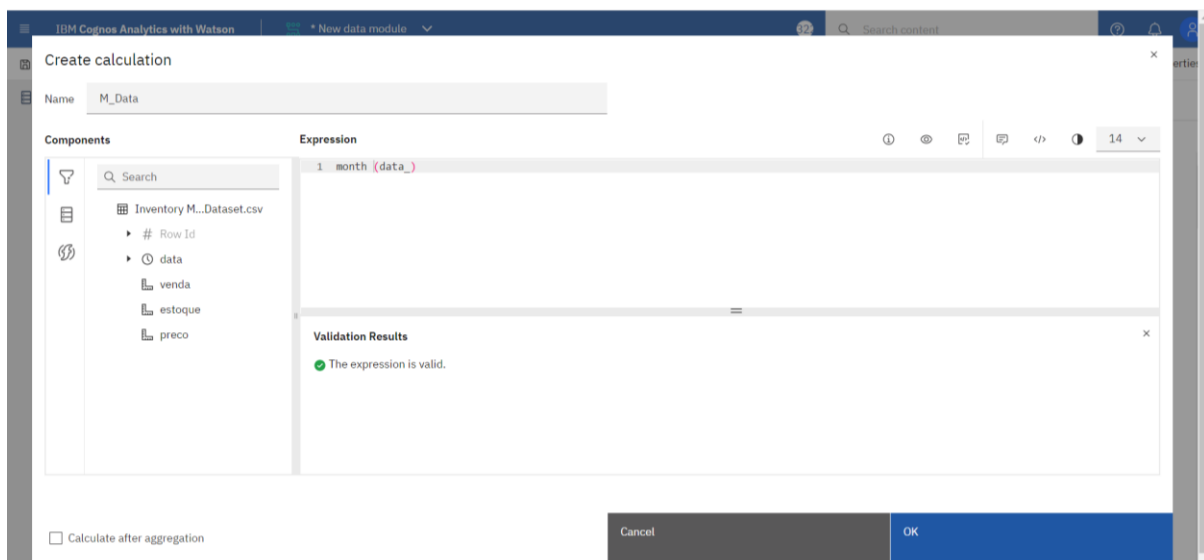 IBM Cognos Analytics with Watson
* New data module
Search content
erties
Create calculation
Name
M_Data
Components
Expression
14
Search
1 month (data_)
Inventory M...Dataset.csv
# Row Id
data
venda
estoque
preco
Validation Results
The expression is valid.
Calculate after aggregation
Cancel
OK